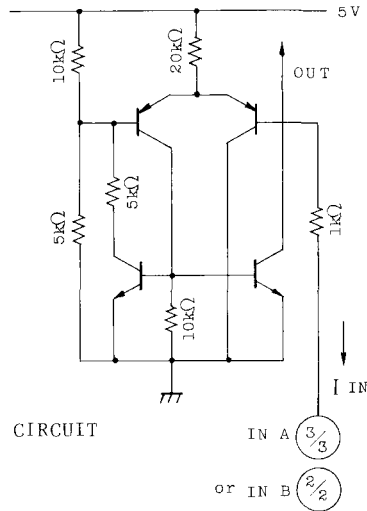 5V
10kΩ
20kΩ
OUT
5kΩ
5kΩ
1kΩ
10kΩ
I IN
CIRCUIT
IN A 3/3
or IN B 2/2